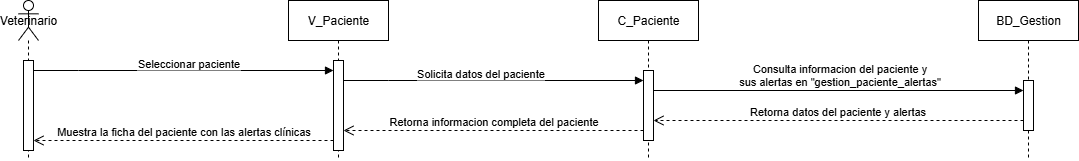 Veterinario
V_Paciente
C_Paciente
BD_Gestion
Seleccionar paciente
Solicita datos del paciente
Consulta informacion del paciente y
sus alertas en "gestion_paciente_alertas"
Retorna datos del paciente y alertas
Retorna informacion completa del paciente
Muestra la ficha del paciente con las alertas clínicas